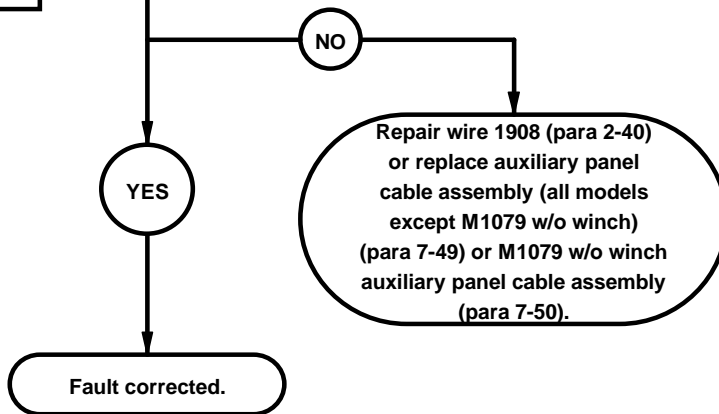 NO
Repair wire 1908 (para 2-40)
or replace auxiliary panel
cable assembly (all models
except M1079 w/o winch)
(para 7-49) or M1079 w/o winch
auxiliary panel cable assembly
(para 7-50).
YES
Fault corrected.